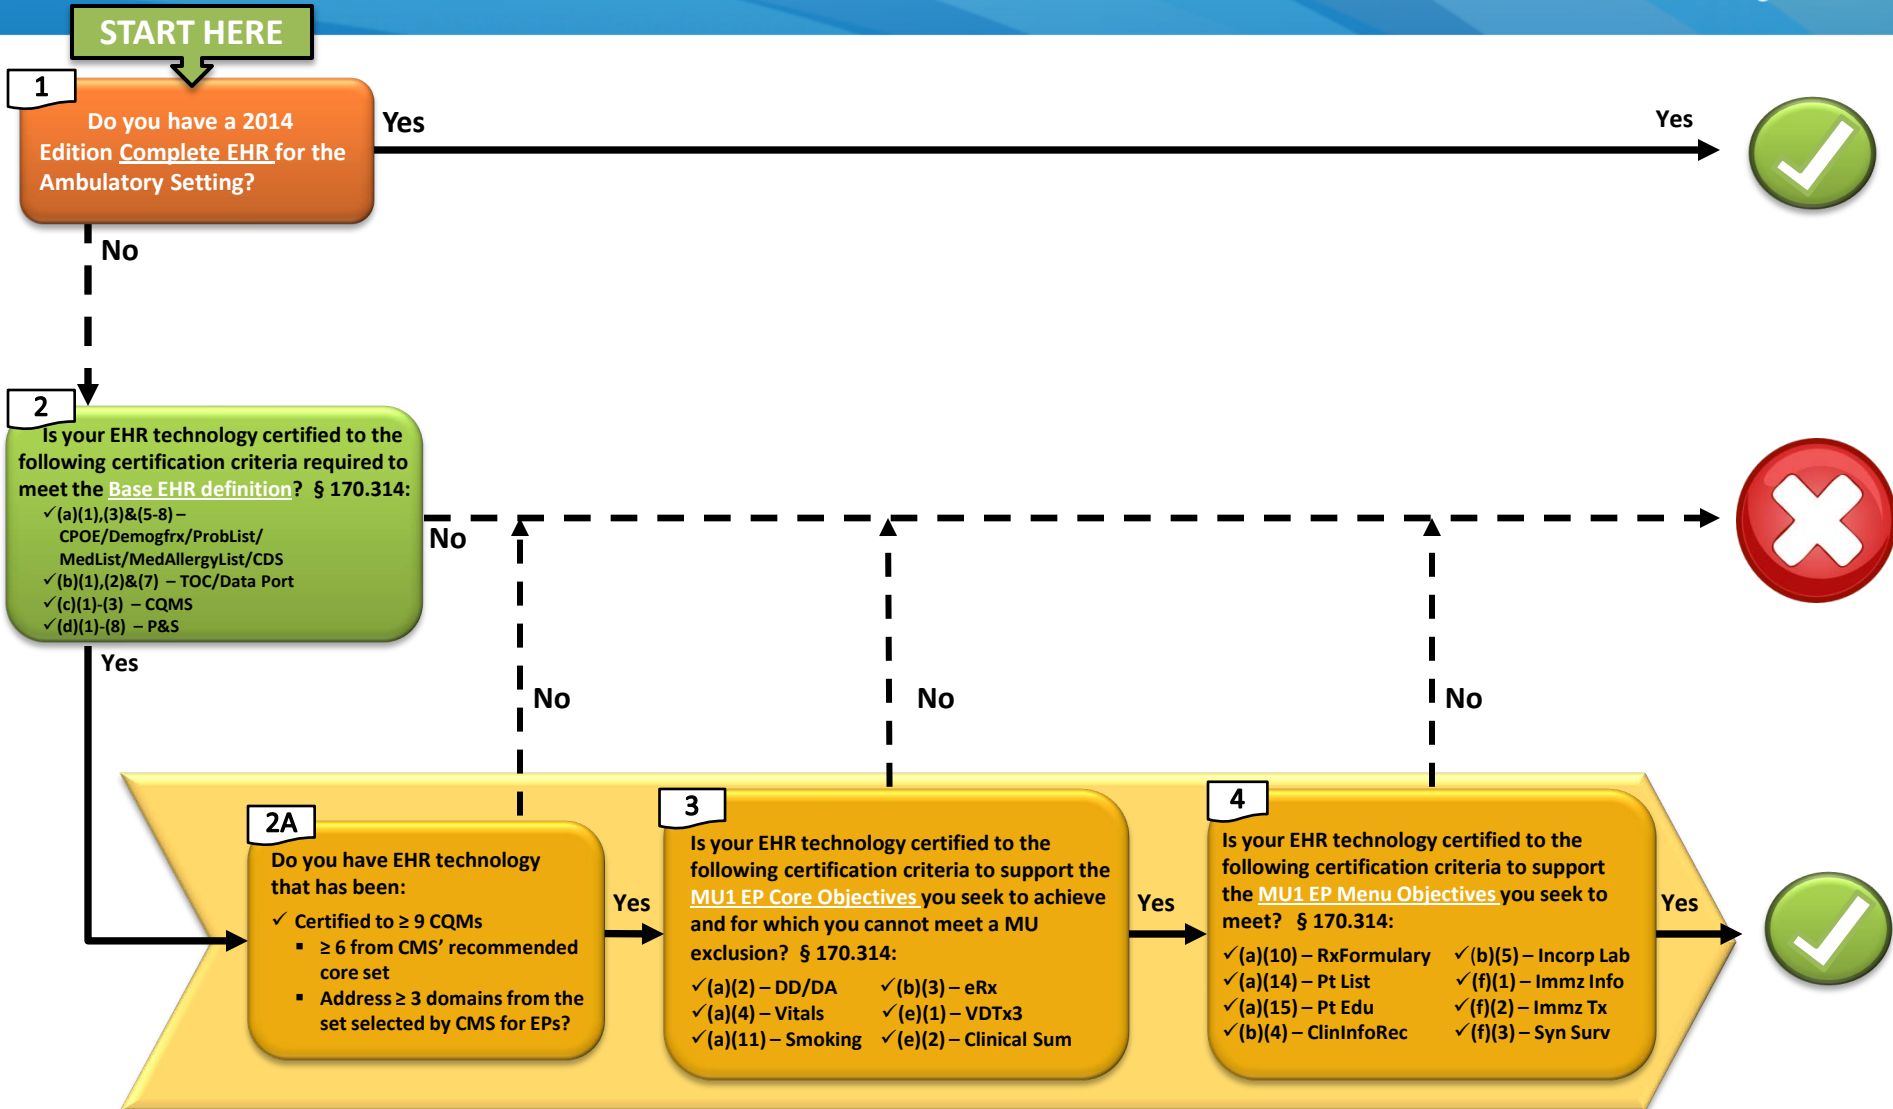 START HERE
1
Do you have a 2014
Edition Complete EHR for the
Ambulatory Setting?
Yes
Yes
No
2
Is your EHR technology certified to the
following certification criteria required to
meet the Base EHR definition? § 170.314:
✓(a)(1),(3)&(5-8) –
CPOE/Demogfrx/ProbList/
MedList/MedAllergyList/CDS
✓(b)(1),(2)&(7) – TOC/Data Port
✓(c)(1)-(3) – CQMS
✓(d)(1)-(8) – P&S
No
Yes
No
No
No
2A
Do you have EHR technology
that has been:
✓ Certified to ≥ 9 CQMs
▪ ≥ 6 from CMS’ recommended
core set
▪ Address ≥ 3 domains from the
set selected by CMS for EPs?
Yes
3
Is your EHR technology certified to the
following certification criteria to support the
MU1 EP Core Objectives you seek to achieve
and for which you cannot meet a MU
exclusion? § 170.314:
✓(a)(2) – DD/DA
✓(a)(4) – Vitals
✓(a)(11) – Smoking
✓(b)(3) – eRx
✓(e)(1) – VDTx3
✓(e)(2) – Clinical Sum
Yes
4
Is your EHR technology certified to the
following certification criteria to support
the MU1 EP Menu Objectives you seek to
meet? § 170.314:
✓(a)(10) – RxFormulary
✓(a)(14) – Pt List
✓(a)(15) – Pt Edu
✓(b)(4) – ClinInfoRec
✓(b)(5) – Incorp Lab
✓(f)(1) – Immz Info
✓(f)(2) – Immz Tx
✓(f)(3) – Syn Surv
Yes